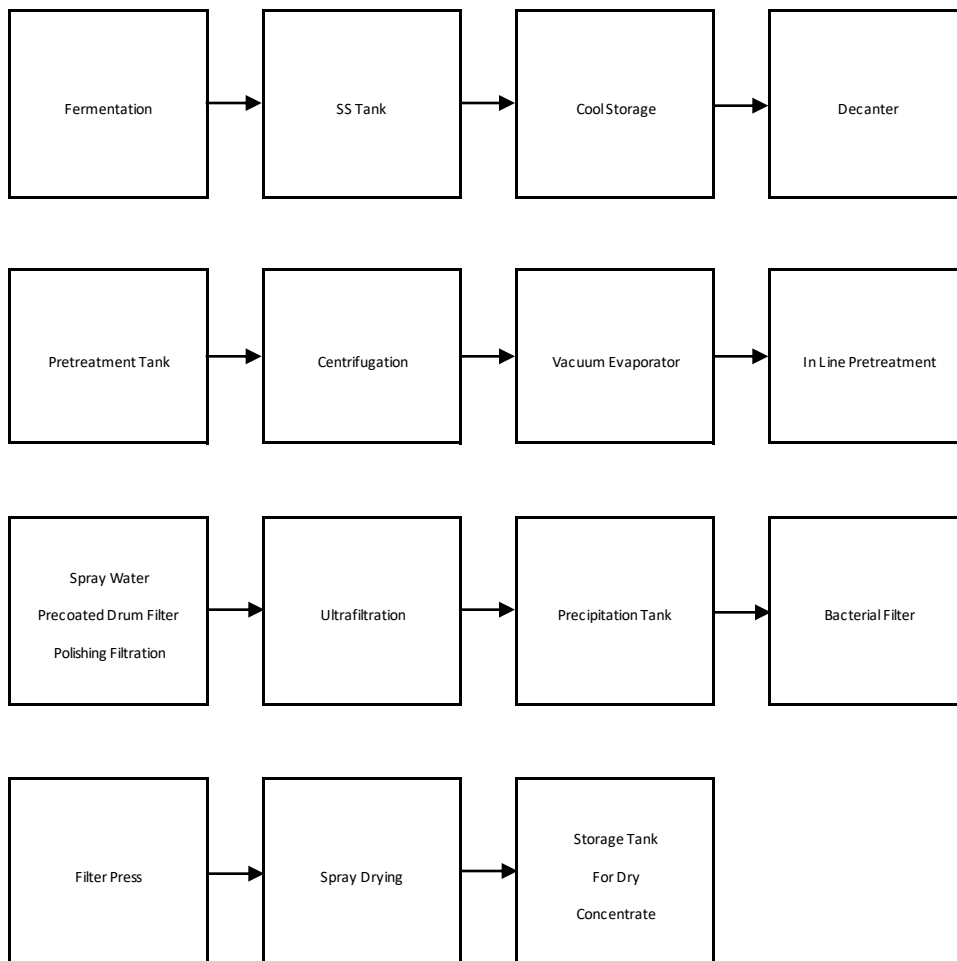 Fermentation
SS Tank
Cool Storage
Decanter
Pretreatment Tank
Centrifugation
Vacuum Evaporator
In Line Pretreatment
Spray Water
Precoated Drum Filter
Polishing Filtration
Ultrafiltration
Precipitation Tank
Bacterial Filter
Filter Press
Spray Drying
Storage Tank
For Dry
Concentrate